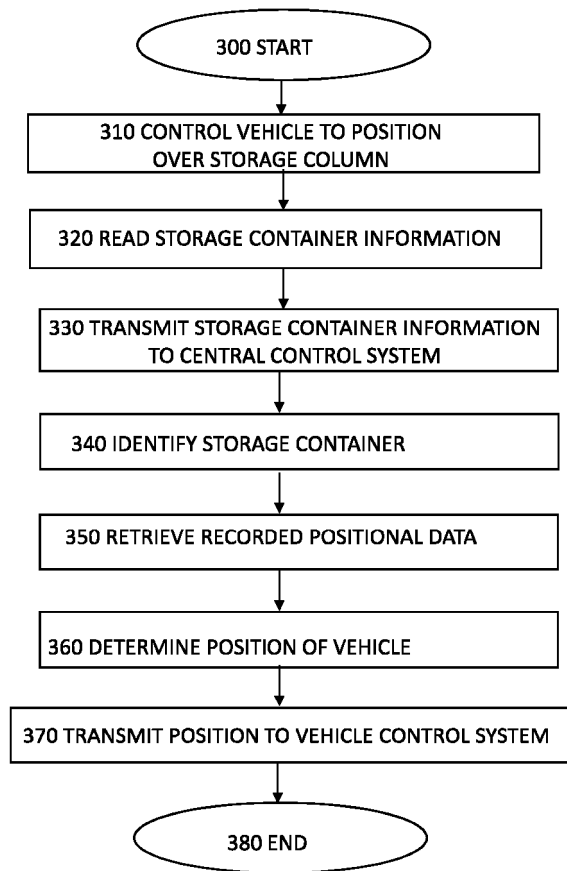 300 START
310 CONTROL VEHICLE TO POSITION
OVER STORAGE COLUMN
320 READ STORAGE CONTAINER INFORMATION
330 TRANSMIT STORAGE CONTAINER INFORMATION
TO CENTRAL CONTROL SYSTEM
340 IDENTIFY STORAGE CONTAINER
350 RETRIEVE RECORDED POSITIONAL DATA
360 DETERMINE POSITION OF VEHICLE
370 TRANSMIT POSITION TO VEHICLE CONTROL SYSTEM
380 END